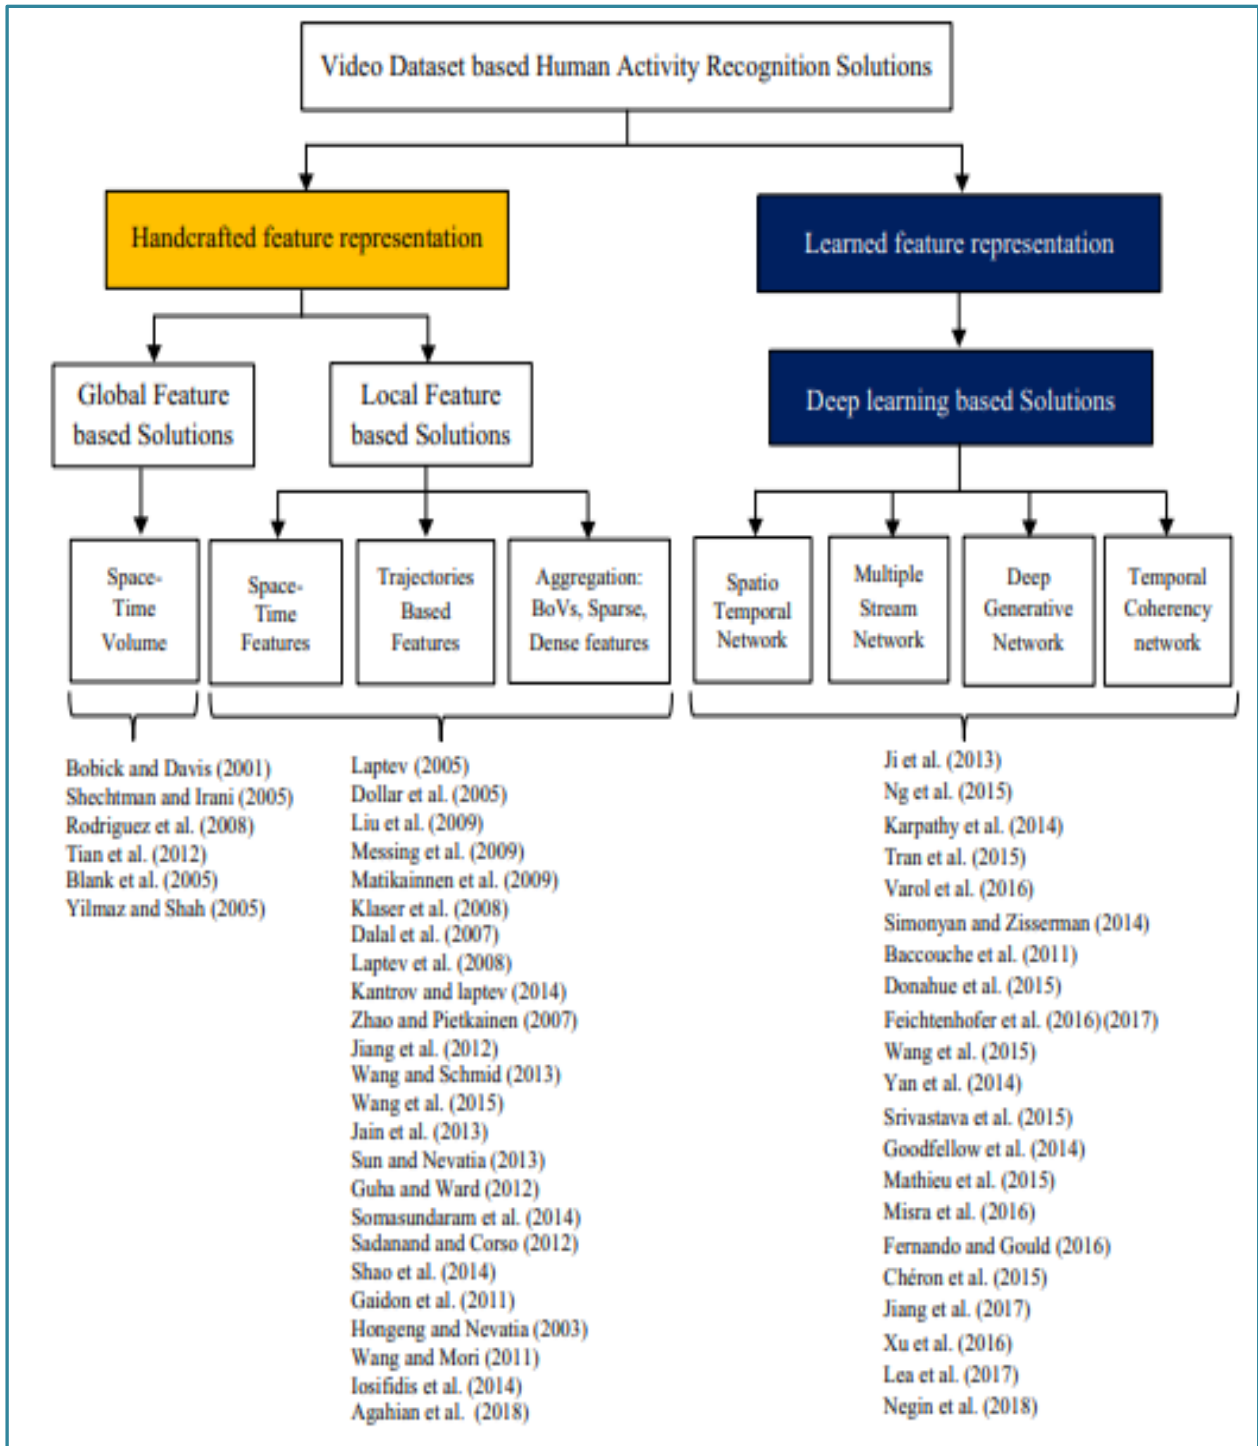 Video Dataset based Human Activity Recognition Solutions
Handcrafted feature representation
Learned feature representation
Global Feature
based Solutions
Local Feature
based Solutions
Deep learning based Solutions
Space-
Time
Volume
Space-
Time
Features
Trajectories
Based
Features
Aggregation:
BoVs, Sparse,
Dense features
Spatio
Temporal
Network
Multiple
Stream
Network
Deep
Generative
Network
Temporal
Coherency
network
Bobick and Davis (2001)
Shechtman and Irani (2005)
Rodriguez et al. (2008)
Tian et al. (2012)
Blank et al. (2005)
Yilmaz and Shah (2005)
Laptev (2005)
Dollar et al. (2005)
Liu et al. (2009)
Messing et al. (2009)
Matikainnen et al. (2009)
Klaser et al. (2008)
Dalal et al. (2007)
Laptev et al. (2008)
Kantrov and laptev (2014)
Zhao and Pietkainen (2007)
Jiang et al. (2012)
Wang and Schmid (2013)
Wang et al. (2015)
Jain et al. (2013)
Sun and Nevatia (2013)
Guha and Ward (2012)
Somasundaram et al. (2014)
Sadanand and Corso (2012)
Shao et al. (2014)
Gaidon et al. (2011)
Hongeng and Nevatia (2003)
Wang and Mori (2011)
Iosifidis et al. (2014)
Agahian et al. (2018)
Ji et al. (2013)
Ng et al. (2015)
Karpathy et al. (2014)
Tran et al. (2015)
Varol et al. (2016)
Simonyan and Zisserman (2014)
Baccouche et al. (2011)
Donahue et al. (2015)
Feichtenhofer et al. (2016)(2017)
Wang et al. (2015)
Yan et al. (2014)
Srivastava et al. (2015)
Goodfellow et al. (2014)
Mathieu et al. (2015)
Misra et al. (2016)
Fernando and Gould (2016)
Chéron et al. (2015)
Jiang et al. (2017)
Xu et al. (2016)
Lea et al. (2017)
Negin et al. (2018)